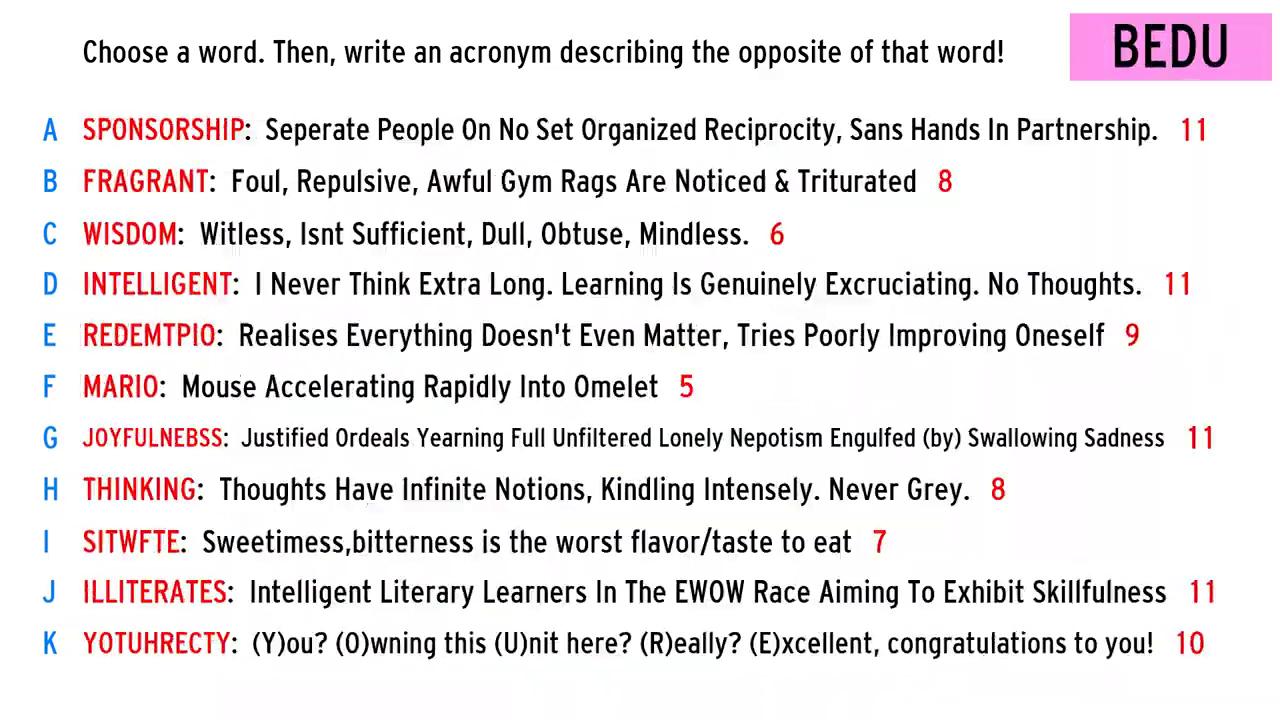 Choose a word. Then, write an acronym describing the opposite of that word!
BEDU
A SPONSORSHIP: Seperate People On No Set Organized Reciprocity, Sans Hands In Partnership. 11
B FRAGRANT: Foul, Repulsive, Awful Gym Rags Are Noticed & Triturated 8
C WISDOM: Witless, Isnt Sufficient, Dull, Obtuse, Mindless. 6
D INTELLIGENT: I Never Think Extra Long. Learning Is Genuinely Excruciating. No Thoughts. 11
E REDEMTPIO: Realises Everything Doesn't Even Matter, Tries Poorly Improving Oneself 9
F MARIO: Mouse Accelerating Rapidly Into Omelet 5
G JOYFULNEBSS: Justified Ordeals Yearning Full Unfiltered Lonely Nepotism Engulfed (by) Swallowing Sadness 11
H THINKING: Thoughts Have Infinite Notions, Kindling Intensely. Never Grey. 8
I SITWFTE: Sweetimess,bitterness is the worst flavor/taste to eat 7
J ILLITERATES: Intelligent Literary Learners In The EWOW Race Aiming To Exhibit Skillfulness 11
K YOTUHRECTY: (Y)ou? (O)wning this (U)nit here? (R)eally? (E)xcellent, congratulations to you! 10